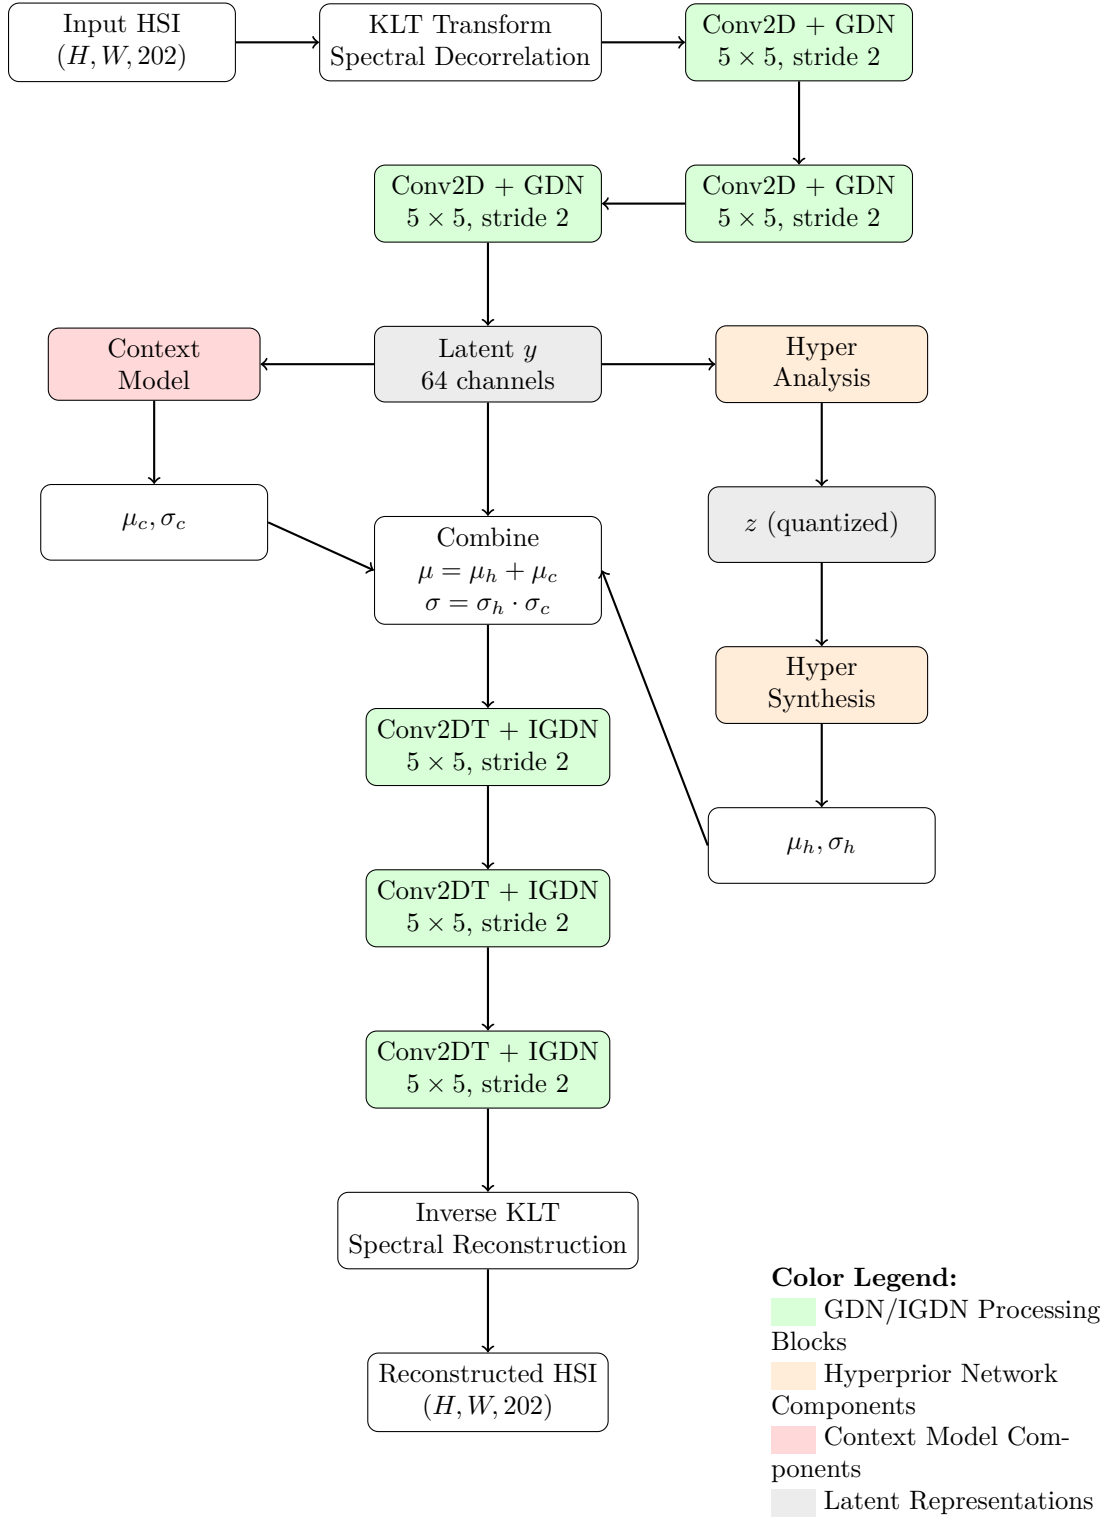 Input HSI
(H, W, 202)
KLT Transform
Spectral Decorrelation
Conv2D + GDN
5 × 5, stride 2
Conv2D + GDN
5 × 5, stride 2
Conv2D + GDN
5 × 5, stride 2
Context
Model
Latent y
64 channels
Hyper
Analysis
μ_c, σ_c
Combine
μ = μ_h + μ_c
σ = σ_h · σ_c
z (quantized)
Hyper
Synthesis
Conv2DT + IGDN
5 × 5, stride 2
μ_h, σ_h
Conv2DT + IGDN
5 × 5, stride 2
Conv2DT + IGDN
5 × 5, stride 2
Inverse KLT
Spectral Reconstruction
Reconstructed HSI
(H, W, 202)
Color Legend:
GDN/IGDN Processing
Blocks
Hyperprior Network
Components
Context Model Com-
ponents
Latent Representations